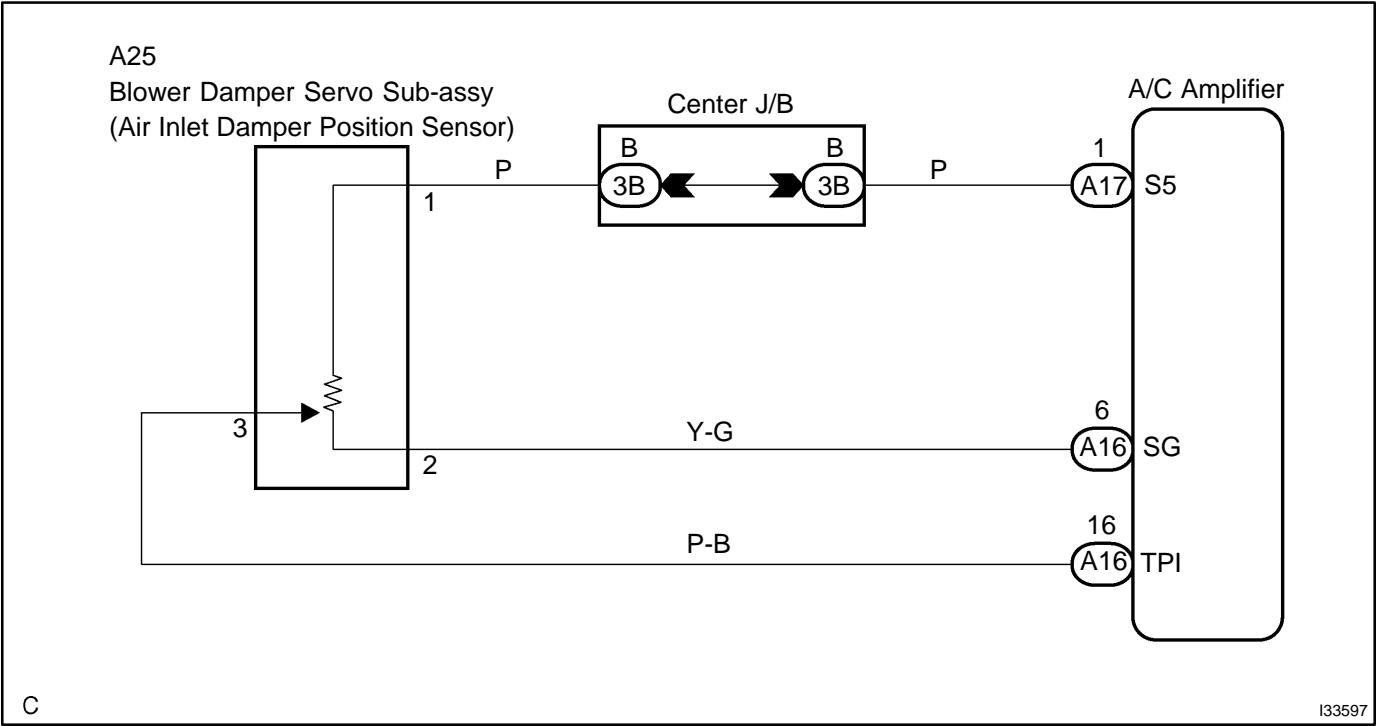 A25
Blower Damper Servo Sub-assy
(Air Inlet Damper Position Sensor)
Center J/B
A/C Amplifier
P
B
B
P
1
3B
3B
A17
S5
1
3
2
Y-G
6
A16
SG
P-B
16
A16
TPI
C
I33597